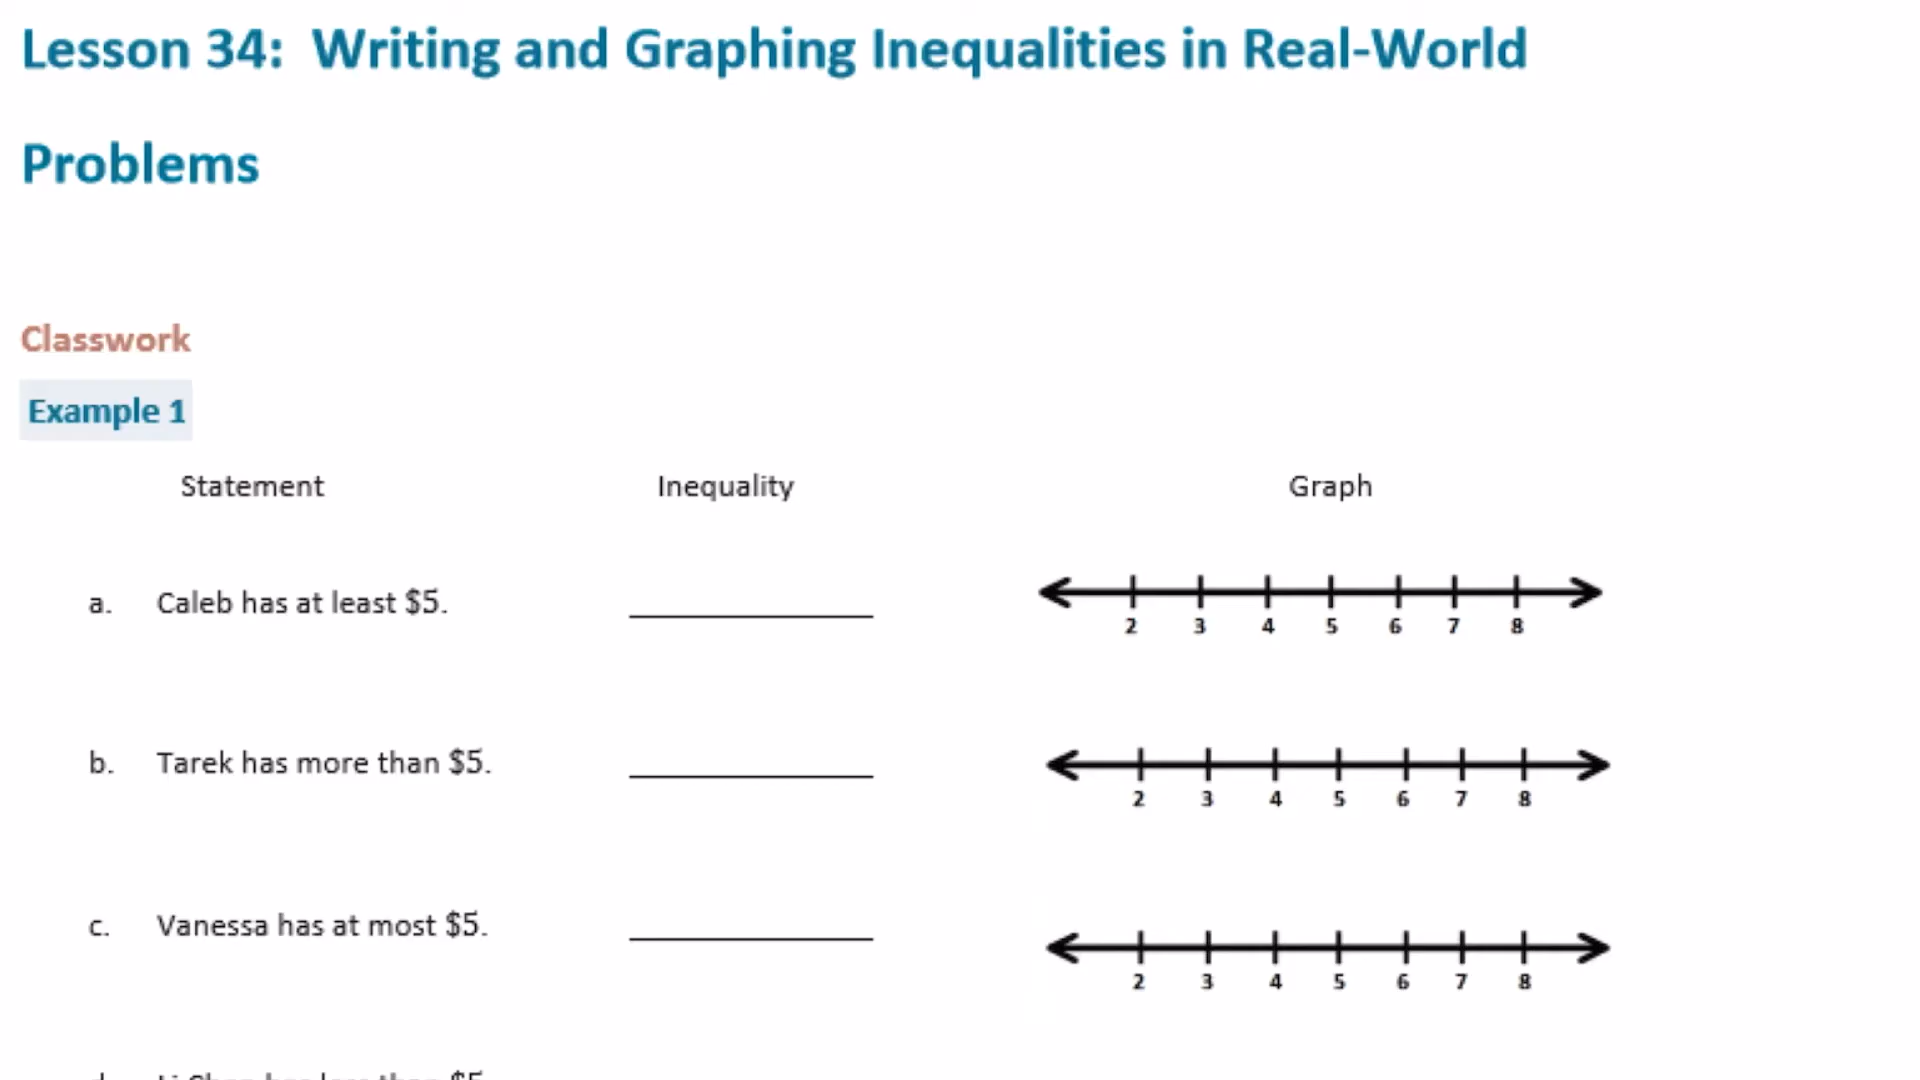 Lesson 34: Writing and Graphing Inequalities in Real-World
Problems
Classwork
Example 1
Statement Inequality Graph
a. Caleb has at least $5.
2 3 4 5 6 7 8
b. Tarek has more than $5.
2 3 4 5 6 7 8
c. Vanessa has at most $5.
2 3 4 5 6 7 8